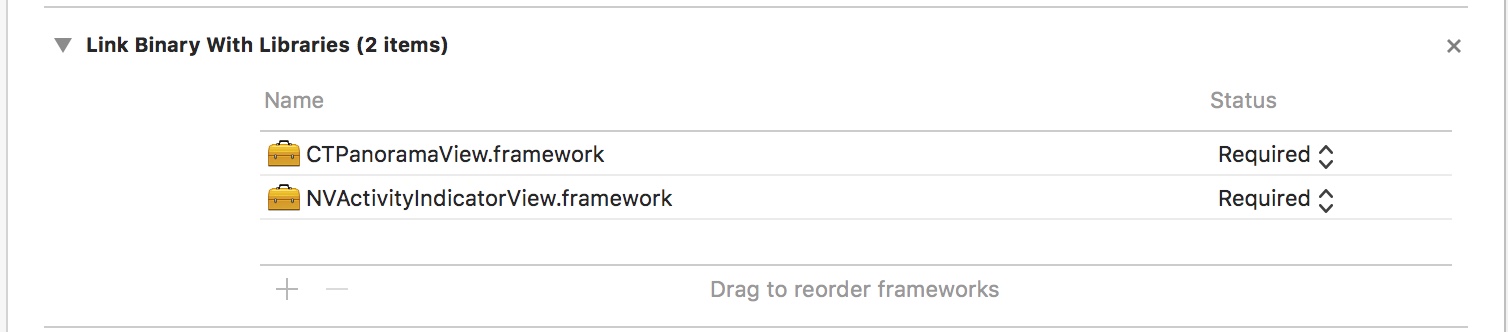 Link Binary With Libraries (2 items)
Name Status
CTPanoramaView.framework Required
NVActivityIndicatorView.framework Required
Drag to reorder frameworks